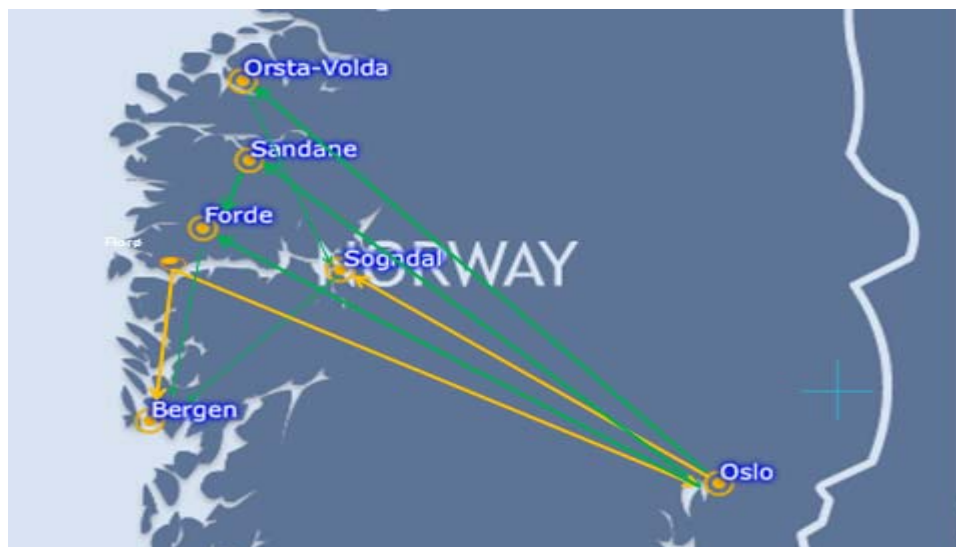 Orsta-Volda
Sandane
Forde
Florø
Sogndal
NORWAY
Bergen
Oslo